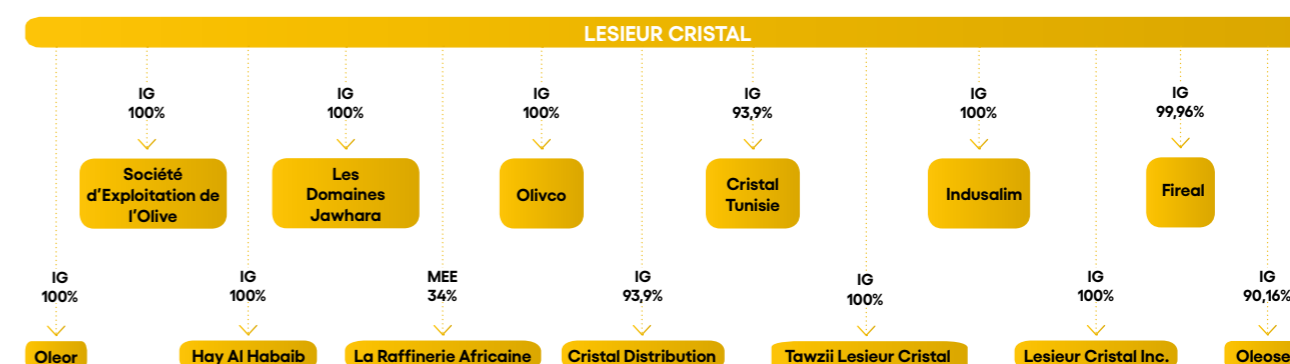 LESIEUR CRISTAL
IG
100%
IG
100%
IG
100%
IG
93,9%
IG
100%
IG
99,96%
Société
d'Exploitation de
l'Olive
Les
Domaines
Jawhara
Olivco
Cristal
Tunisie
Indusalim
Fireal
IG
100%
IG
100%
MEE
34%
IG
93,9%
IG
100%
IG
100%
IG
90,16%
Oleor
Hay Al Habaib
La Raffinerie Africaine
Cristal Distribution
Tawzii Lesieur Cristal
Lesieur Cristal Inc.